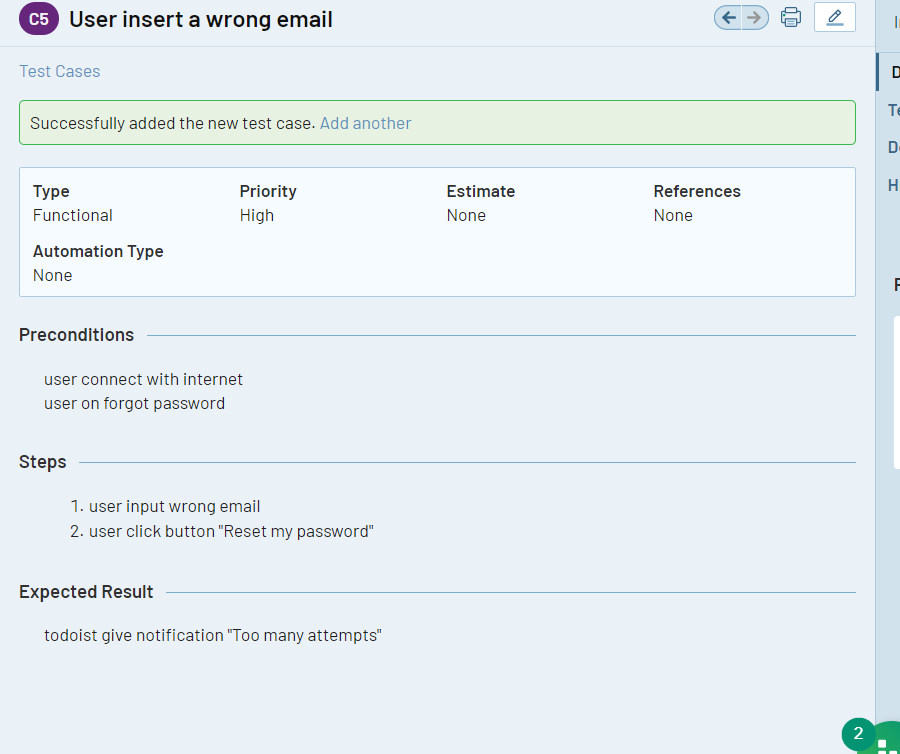 C5 User insert a wrong email
Test Cases
Successfully added the new test case. Add another
Type Priority Estimate References
Functional High None None
Automation Type
None
Preconditions
user connect with internet
user on forgot password
Steps
1. user input wrong email
2. user click button "Reset my password"
Expected Result
todoist give notification "Too many attempts"
2